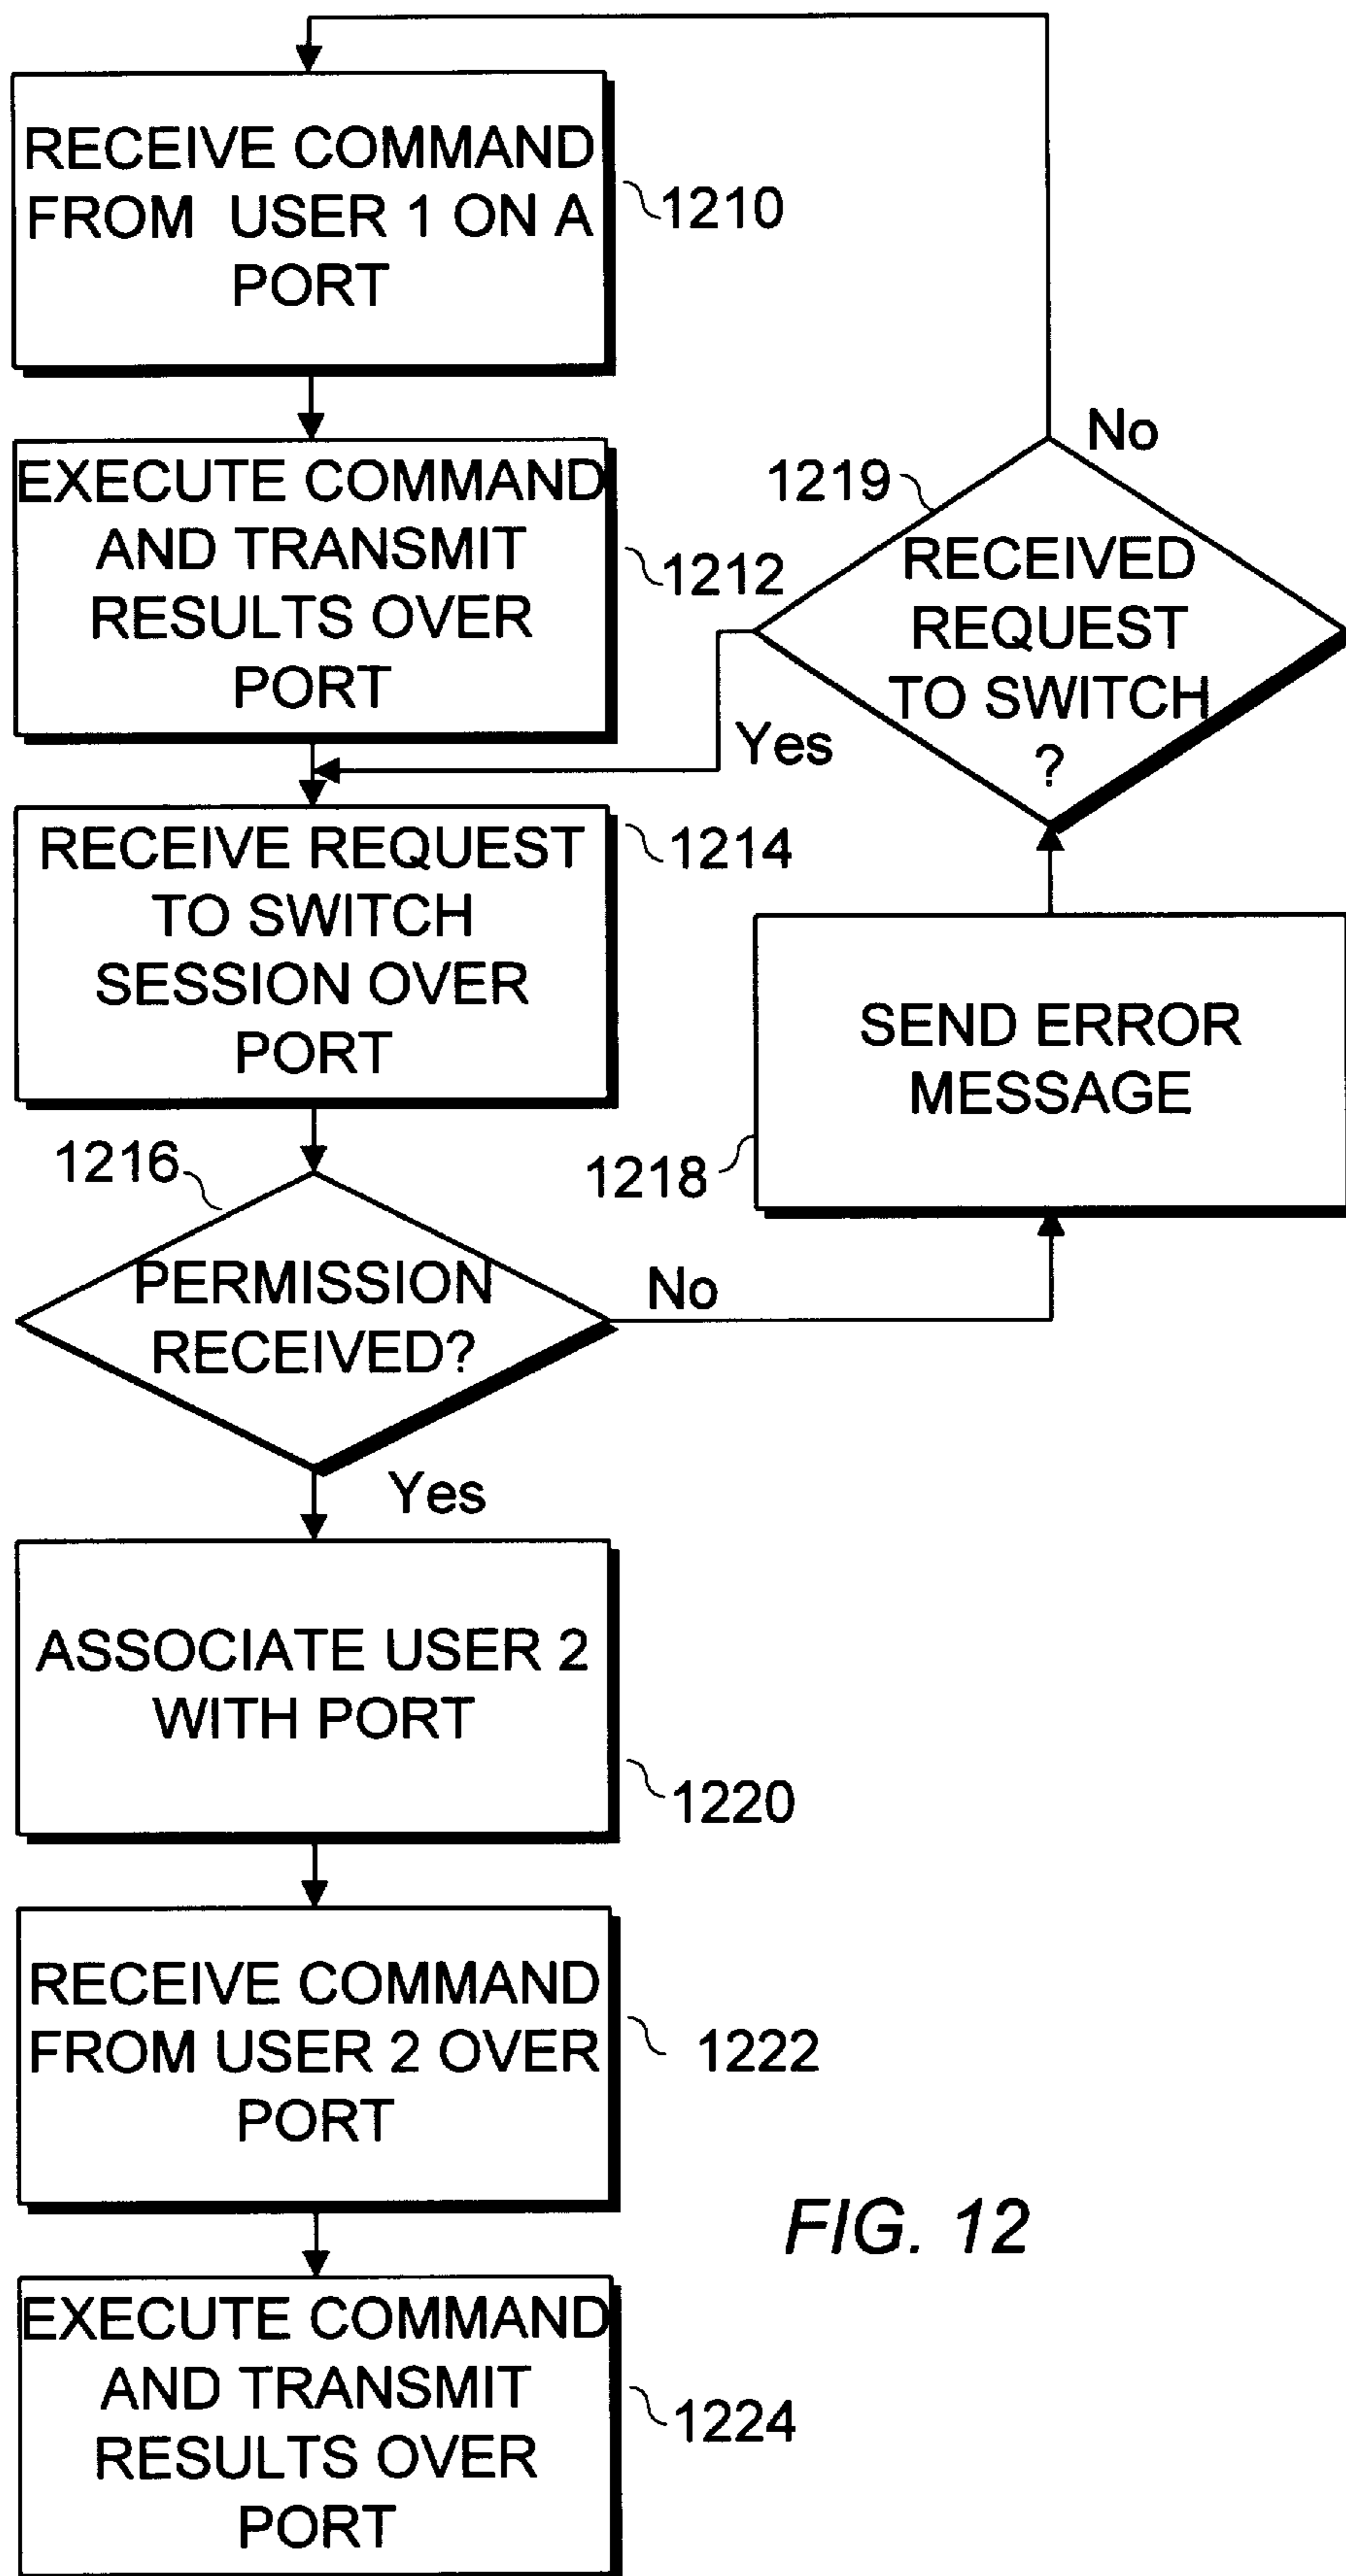 RECEIVE COMMAND
FROM USER 1 ON A
PORT
1210
EXECUTE COMMAND
AND TRANSMIT
RESULTS OVER
PORT
1212
No
1219
RECEIVED
REQUEST
TO SWITCH
?
Yes
RECEIVE REQUEST
TO SWITCH
SESSION OVER
PORT
1214
SEND ERROR
MESSAGE
1218
1216
PERMISSION
RECEIVED?
No
Yes
ASSOCIATE USER 2
WITH PORT
1220
RECEIVE COMMAND
FROM USER 2 OVER
PORT
1222
FIG. 12
EXECUTE COMMAND
AND TRANSMIT
RESULTS OVER
PORT
1224